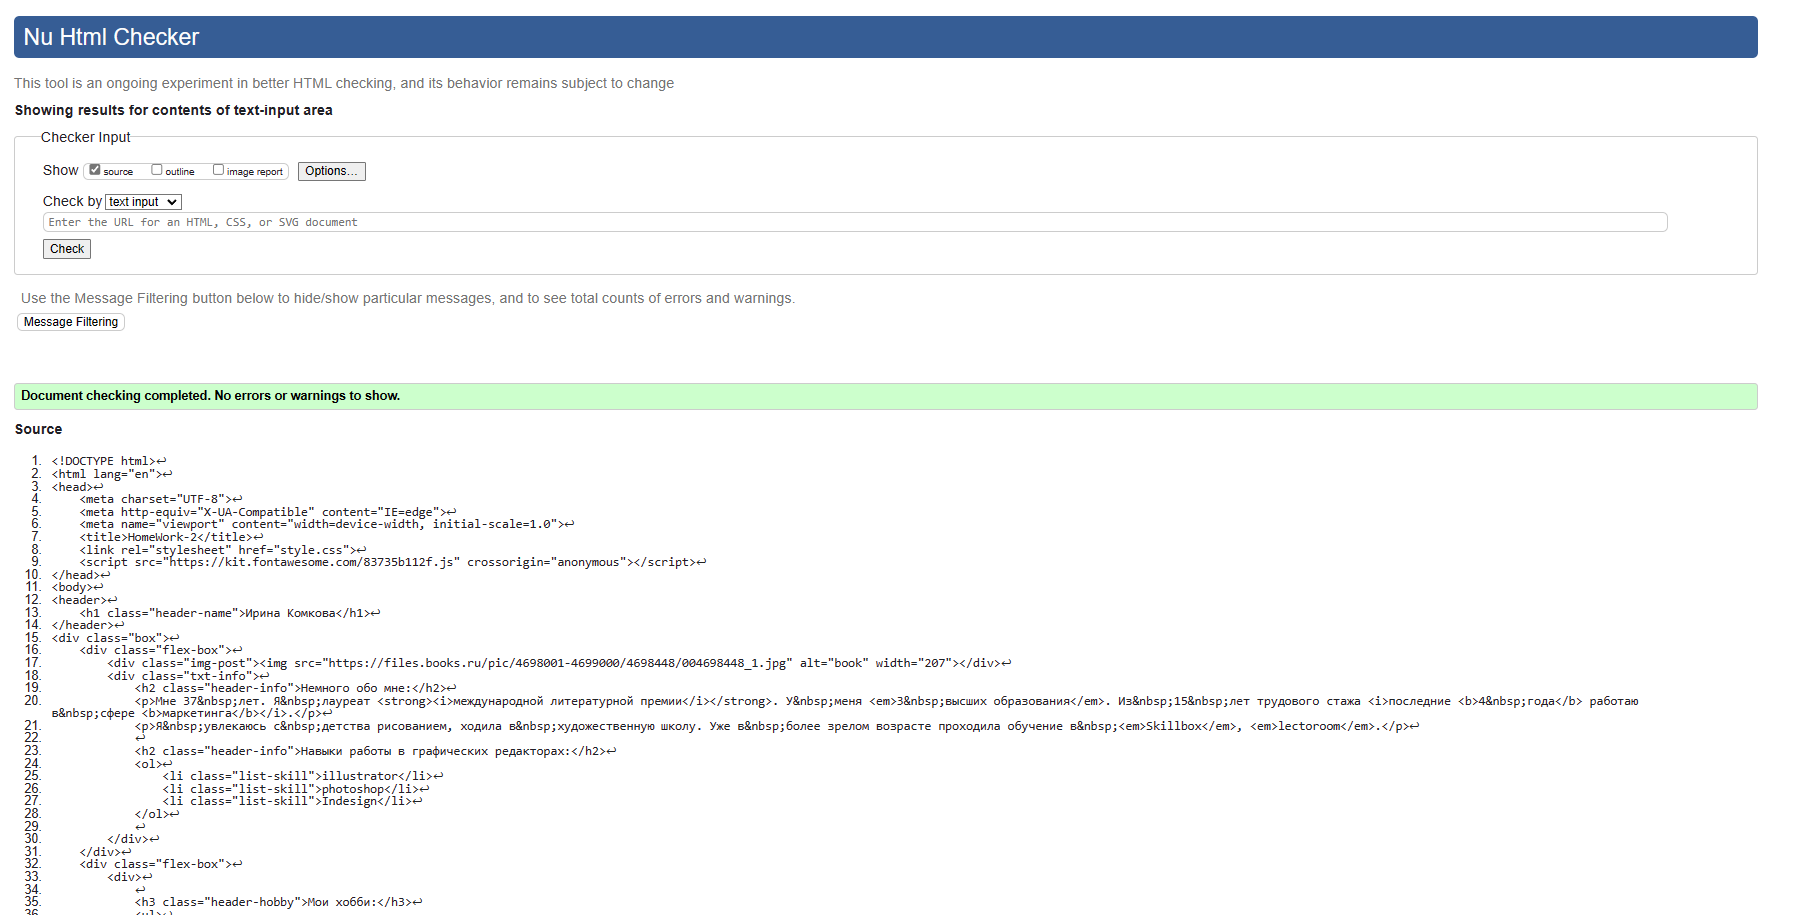 Nu Html Checker
This tool is an ongoing experiment in better HTML checking, and its behavior remains subject to change
Showing results for contents of text-input area
Checker Input
Show source outline image report Options...
Check by text input
Enter the URL for an HTML, CSS, or SVG document
Check
Use the Message Filtering button below to hide/show particular messages, and to see total counts of errors and warnings.
Message Filtering
Document checking completed. No errors or warnings to show.
Source
1. <!DOCTYPE html>↩
2. <html lang="en">↩
3. <head>↩
4. <meta charset="UTF-8">↩
5. <meta http-equiv="X-UA-Compatible" content="IE=edge">↩
6. <meta name="viewport" content="width=device-width, initial-scale=1.0">↩
7. <title>HomeWork-2</title>↩
8. <link rel="stylesheet" href="style.css">↩
9. <script src="https://kit.fontawesome.com/83735b112f.js" crossorigin="anonymous"></script>↩
10. </head>↩
11. <body>↩
12. <header>↩
13. <h1 class="header-name">Ирина Комкова</h1>↩
14. </header>↩
15. <div class="box">↩
16. <div class="flex-box">↩
17. <div class="img-post"><img src="https://files.books.ru/pic/4698001-4699000/4698448/004698448_1.jpg" alt="book" width="207"></div>↩
18. <div class="txt-info">↩
19. <h2 class="header-info">Немного обо мне:</h2>↩
20. <p>Мне 37&nbsp;лет. Я&nbsp;лауреат <strong><i>международной литературной премии</i></strong>. У&nbsp;меня <em>3&nbsp;высших образования</em>. Из&nbsp;15&nbsp;лет трудового стажа <i>последние <b>4&nbsp;года</b> работаю
в&nbsp;сфере <b>маркетинга</b></i>.</p>↩
21. <p>Я&nbsp;увлекаюсь с&nbsp;детства рисованием, ходила в&nbsp;художественную школу. Уже в&nbsp;более зрелом возрасте проходила обучение в&nbsp;<em>Skillbox</em>, <em>lectoroom</em>.</p>↩
22. ↩
23. <h2 class="header-info">Навыки работы в графических редакторах:</h2>↩
24. <ol>↩
25. <li class="list-skill">illustrator</li>↩
26. <li class="list-skill">photoshop</li>↩
27. <li class="list-skill">Indesign</li>↩
28. </ol>↩
29. ↩
30. </div>↩
31. </div>↩
32. <div class="flex-box">↩
33. <div>↩
34. ↩
35. <h3 class="header-hobby">Мои хобби:</h3>↩
36. <ul>↩